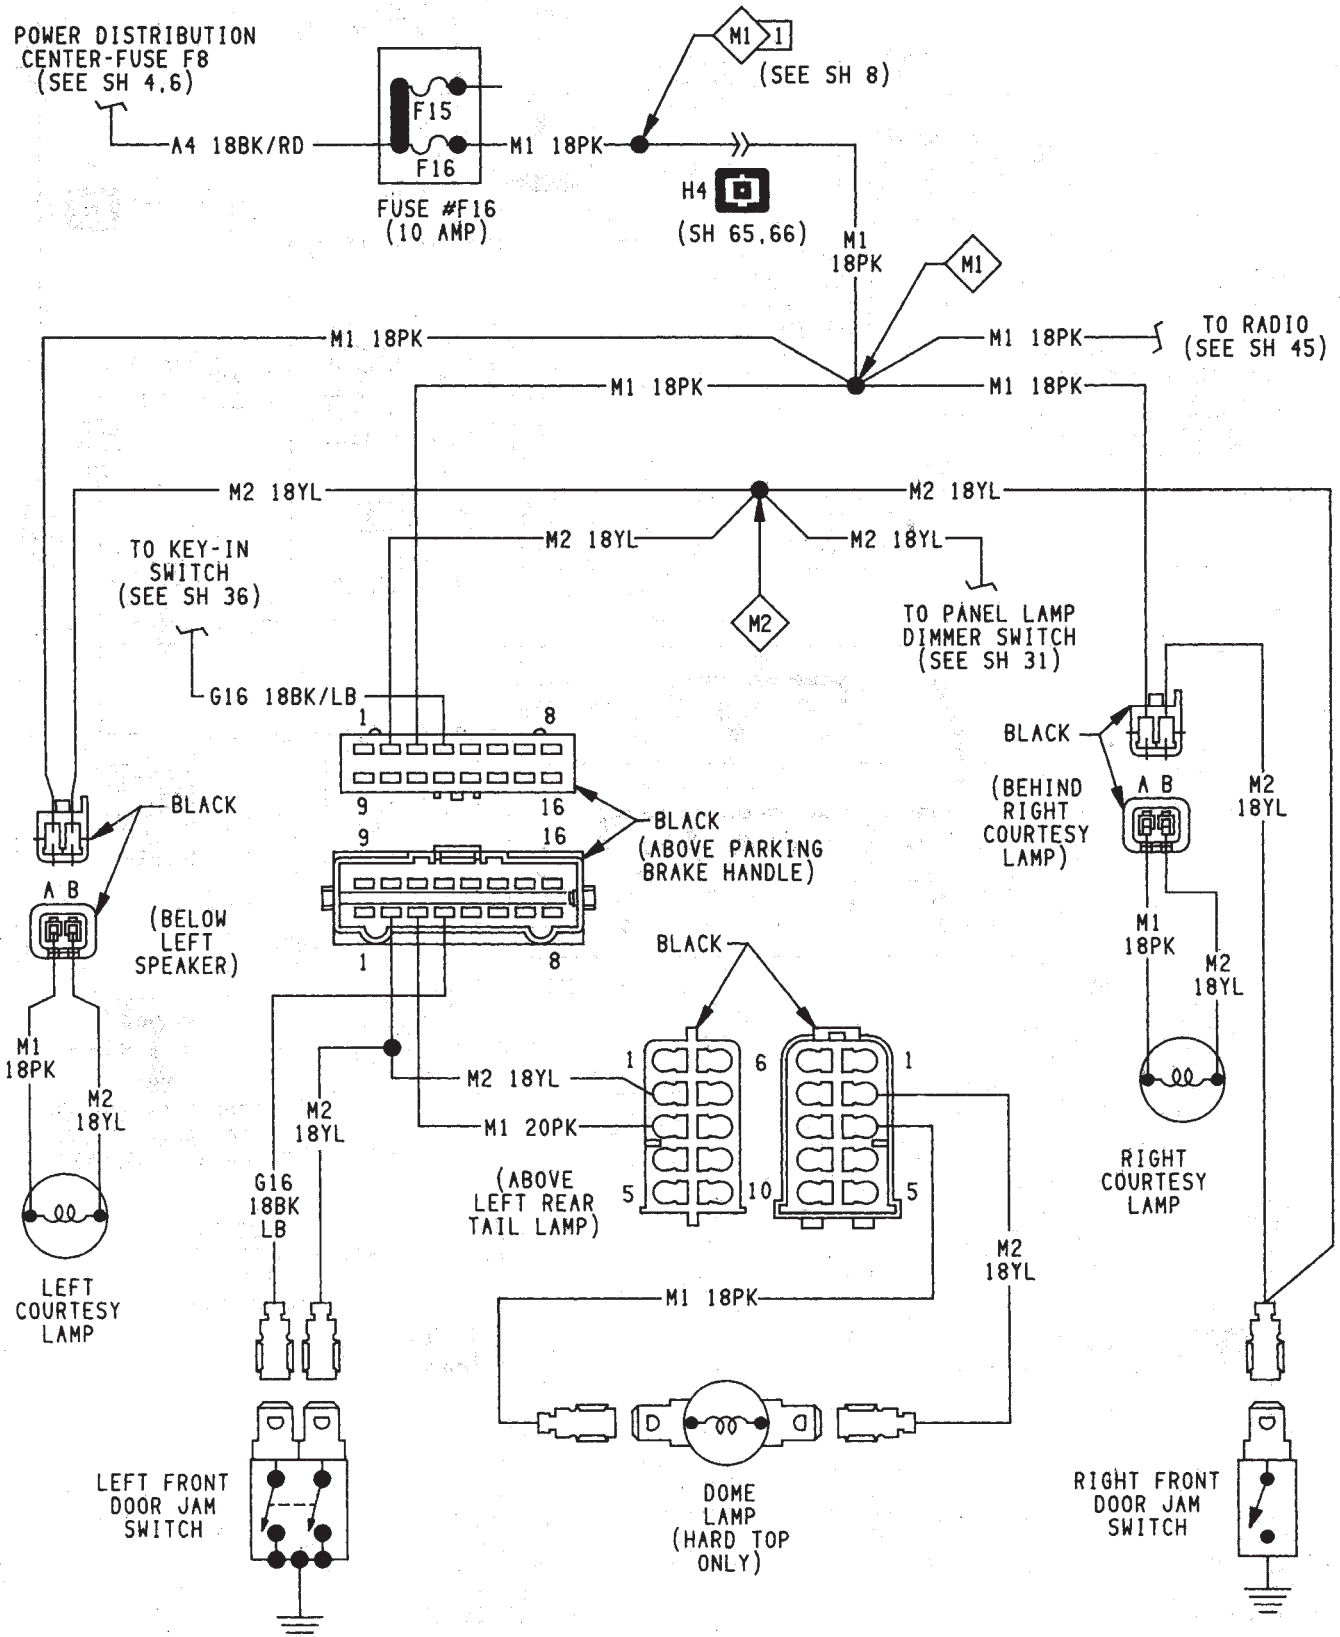 POWER DISTRIBUTION
CENTER-FUSE F8
(SEE SH 4,6)
M1
1
(SEE SH 8)
F15
A4 18BK/RD
M1 18PK
F16
FUSE #F16
(10 AMP)
H4
(SH 65,66)
M1
18PK
M1
M1 18PK
M1 18PK
TO RADIO
(SEE SH 45)
M1 18PK
M1 18PK
M2 18YL
M2 18YL
M2 18YL
M2 18YL
TO KEY-IN
SWITCH
(SEE SH 36)
M2
TO PANEL LAMP
DIMMER SWITCH
(SEE SH 31)
G16 18BK/LB
1
8
BLACK
9
16
BLACK
A B
(BEHIND
RIGHT
COURTESY
LAMP)
M2
18YL
9
16
BLACK
(ABOVE PARKING
BRAKE HANDLE)
A B
(BELOW
LEFT
SPEAKER)
1
8
BLACK
M1
18PK
M2
18YL
M1
18PK
M2
18YL
M2
18YL
M2 18YL
M1 20PK
1
6
1
5
10
5
(ABOVE
LEFT REAR
TAIL LAMP)
RIGHT
COURTESY
LAMP
G16
18BK
LB
M2
18YL
M1 18PK
LEFT
COURTESY
LAMP
LEFT FRONT
DOOR JAM
SWITCH
DOME
LAMP
(HARD TOP
ONLY)
RIGHT FRONT
DOOR JAM
SWITCH